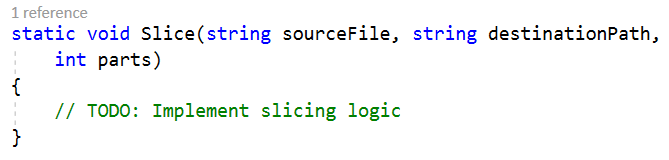 1 reference
static void Slice(string sourceFile, string destinationPath,
int parts)
{
// TODO: Implement slicing logic
}